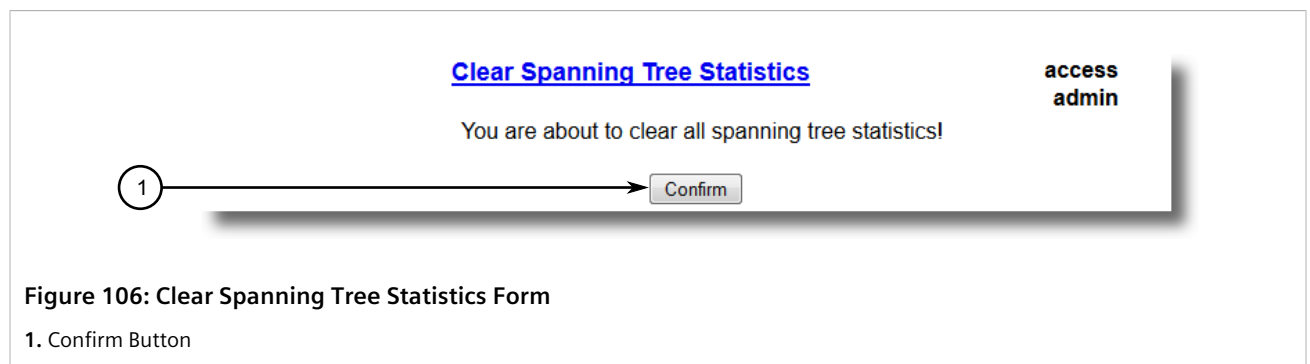 Clear Spanning Tree Statistics
access
admin
You are about to clear all spanning tree statistics!
1
Confirm
Figure 106: Clear Spanning Tree Statistics Form
1. Confirm Button